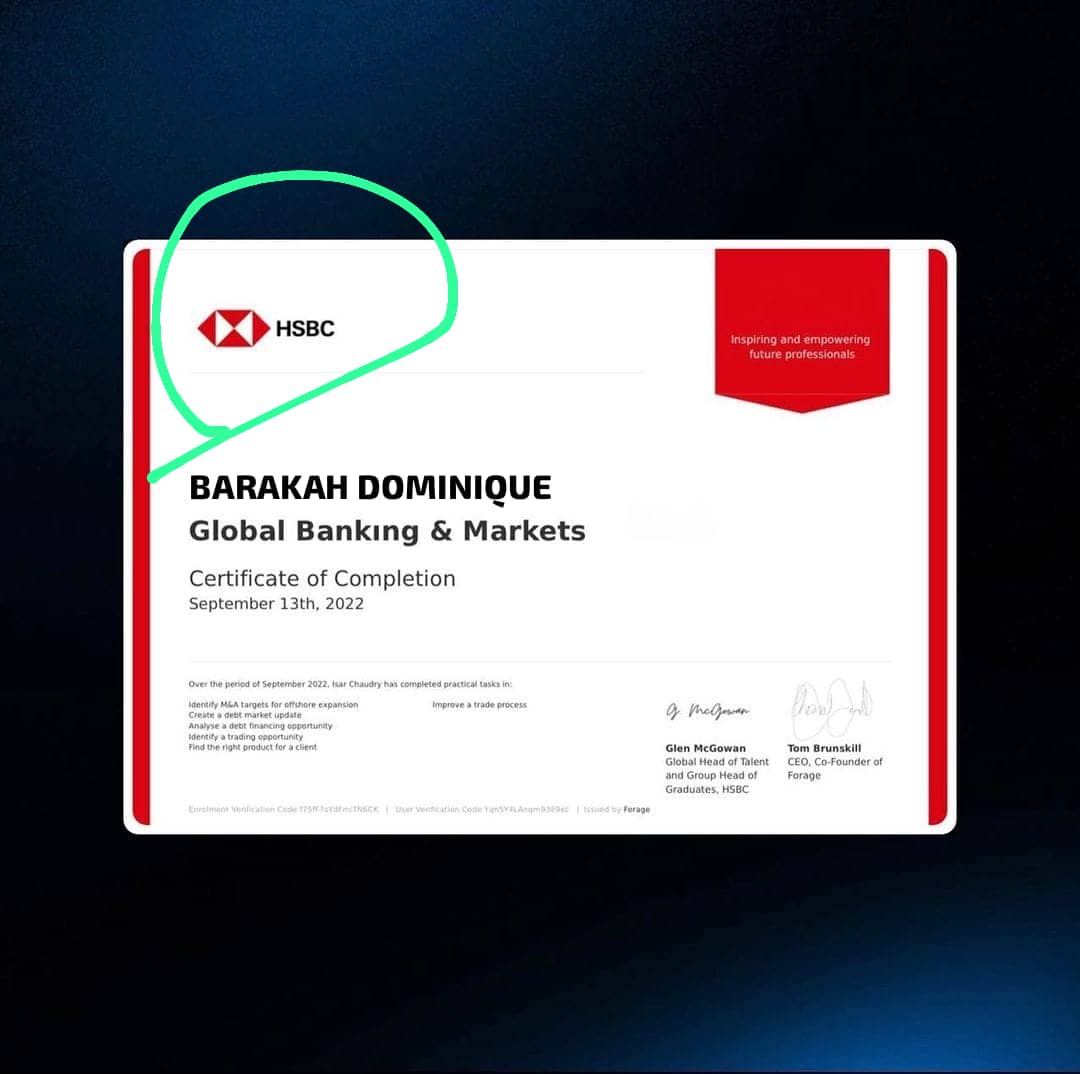 HSBC
Inspiring and empowering
future professionals
BARAKAH DOMINIQUE
Global Bankıng & Markets
Certificate of Completion
September 13th, 2022
Over the period of September 2022, Isar Chaudry has completed practical tasks in:
Identify M&A targets for offshore expansion
Create a debt market update
Analyse a debt financing opportunity
Identify a trading opportunity
Find the right product for a client
Improve a trade process
G. McGowan
Glen McGowan
Global Head of Talent
and Group Head of
Graduates, HSBC
Tom Brunskill
CEO, Co-Founder of
Forage
Enrolment Verification Code | User Verification Code | Issued by Forage